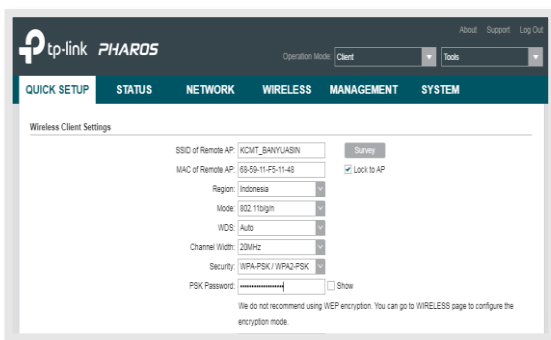 About Support Log Out
tp-link PHAROS
Operation Mode: Client Tools
QUICK SETUP STATUS NETWORK WIRELESS MANAGEMENT SYSTEM
Wireless Client Settings
SSID of Remote AP: KCMT_BANYUASIN Survey
MAC of Remote AP: 68-59-11-F5-11-48 Lock to AP
Region: Indonesia
Mode: 802.11b/g/n
WDS: Auto
Channel Width: 20MHz
Security: WPA-PSK / WPA2-PSK
PSK Password: Show
We do not recommend using WEP encryption. You can go to WIRELESS page to configure the
encryption mode.